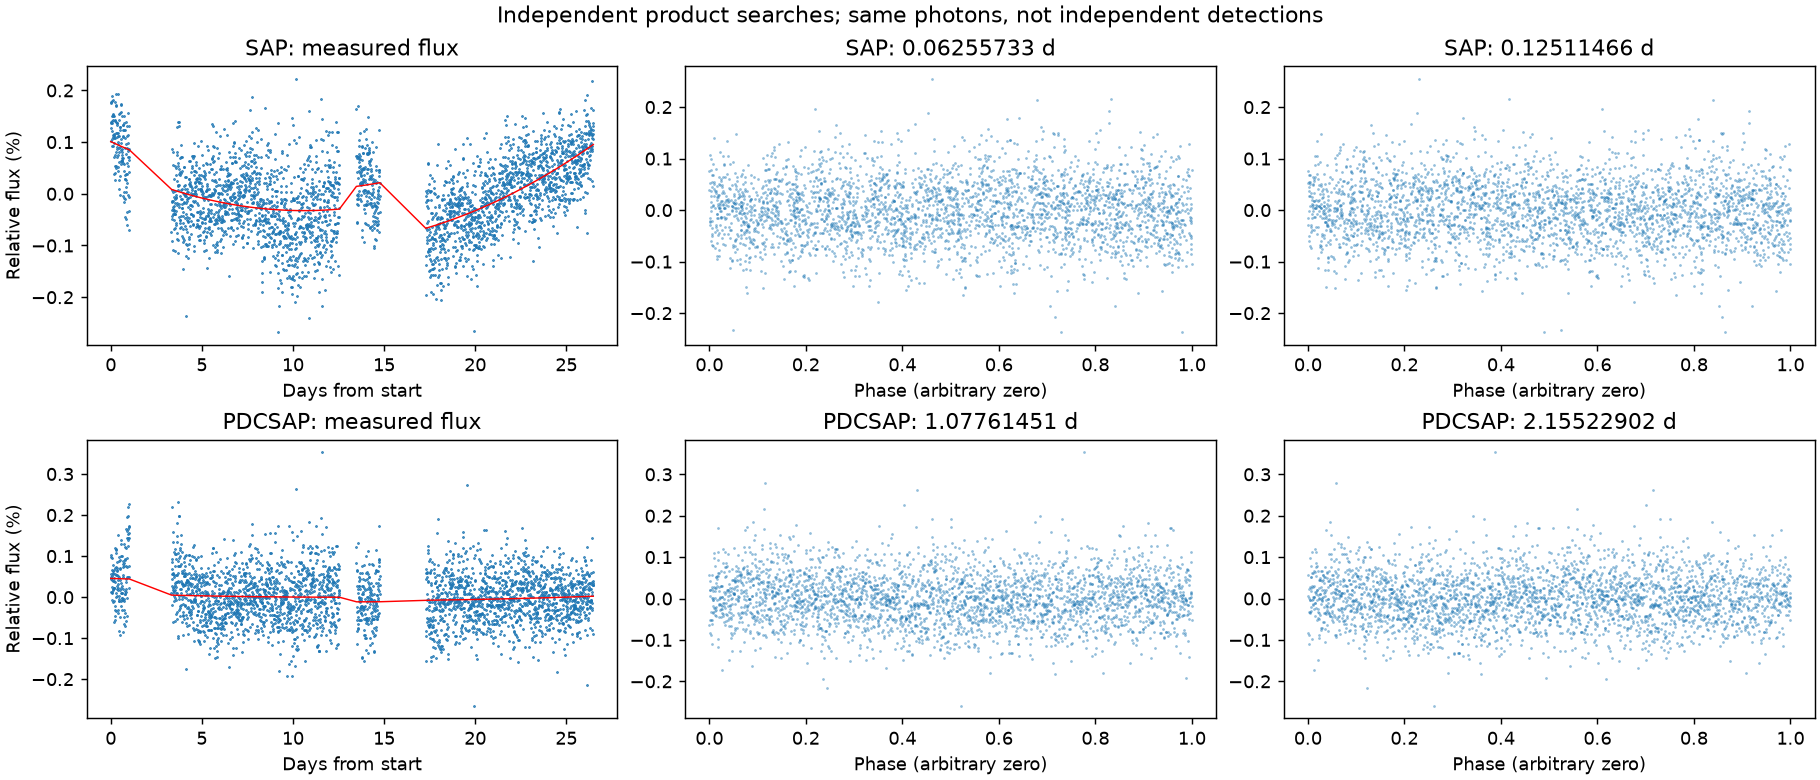 Independent product searches; same photons, not independent detections
SAP: measured flux
SAP: 0.06255733 d
SAP: 0.12511466 d
Relative flux (%)
0.2
0.1
0.0
−0.1
−0.2
0 5 10 15 20 25
Days from start
0.2
0.1
0.0
−0.1
−0.2
0.0 0.2 0.4 0.6 0.8 1.0
Phase (arbitrary zero)
0.2
0.1
0.0
−0.1
−0.2
0.0 0.2 0.4 0.6 0.8 1.0
Phase (arbitrary zero)
PDCSAP: measured flux
PDCSAP: 1.07761451 d
PDCSAP: 2.15522902 d
Relative flux (%)
0.3
0.2
0.1
0.0
−0.1
−0.2
0 5 10 15 20 25
Days from start
0.3
0.2
0.1
0.0
−0.1
−0.2
0.0 0.2 0.4 0.6 0.8 1.0
Phase (arbitrary zero)
0.3
0.2
0.1
0.0
−0.1
−0.2
0.0 0.2 0.4 0.6 0.8 1.0
Phase (arbitrary zero)